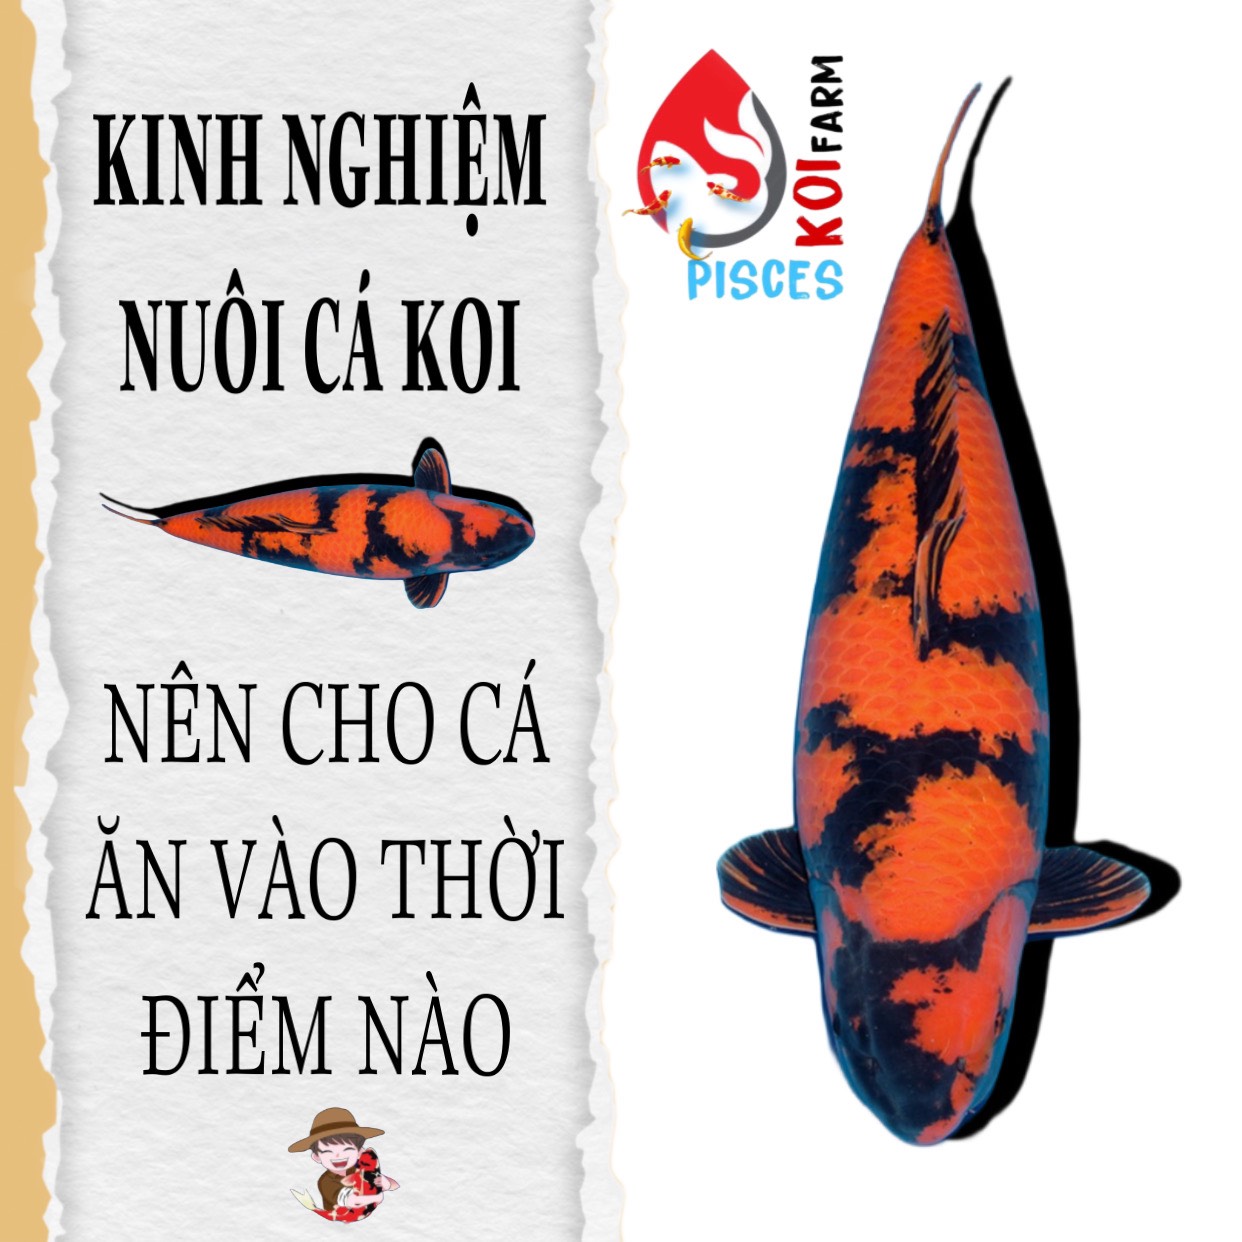 KINH NGHIỆM
NUÔI CÁ KOI
NÊN CHO CÁ
ĂN VÀO THỜI
ĐIỂM NÀO
S
KOI FARM
PISCES